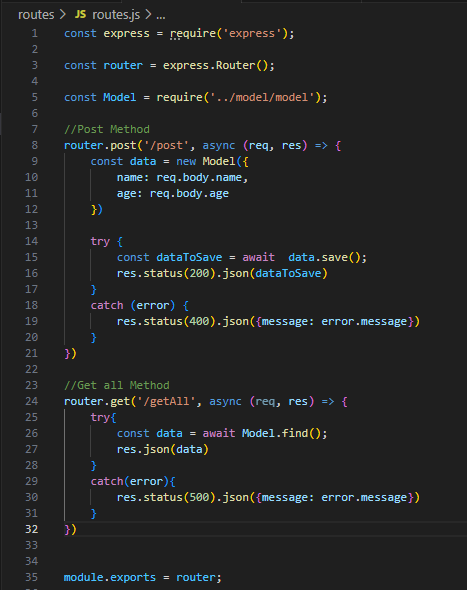 routes > JS routes.js > ...
1 const express = require('express');
2
3 const router = express.Router();
4
5 const Model = require('../model/model');
6
7 //Post Method
8 router.post('/post', async (req, res) => {
9     const data = new Model({
10         name: req.body.name,
11         age: req.body.age
12     })
13
14     try {
15         const dataToSave = await  data.save();
16         res.status(200).json(dataToSave)
17     }
18     catch (error) {
19         res.status(400).json({message: error.message})
20     }
21 })
22
23 //Get all Method
24 router.get('/getAll', async (req, res) => {
25     try{
26         const data = await Model.find();
27         res.json(data)
28     }
29     catch(error){
30         res.status(500).json({message: error.message})
31     }
32 })
33
34
35 module.exports = router;